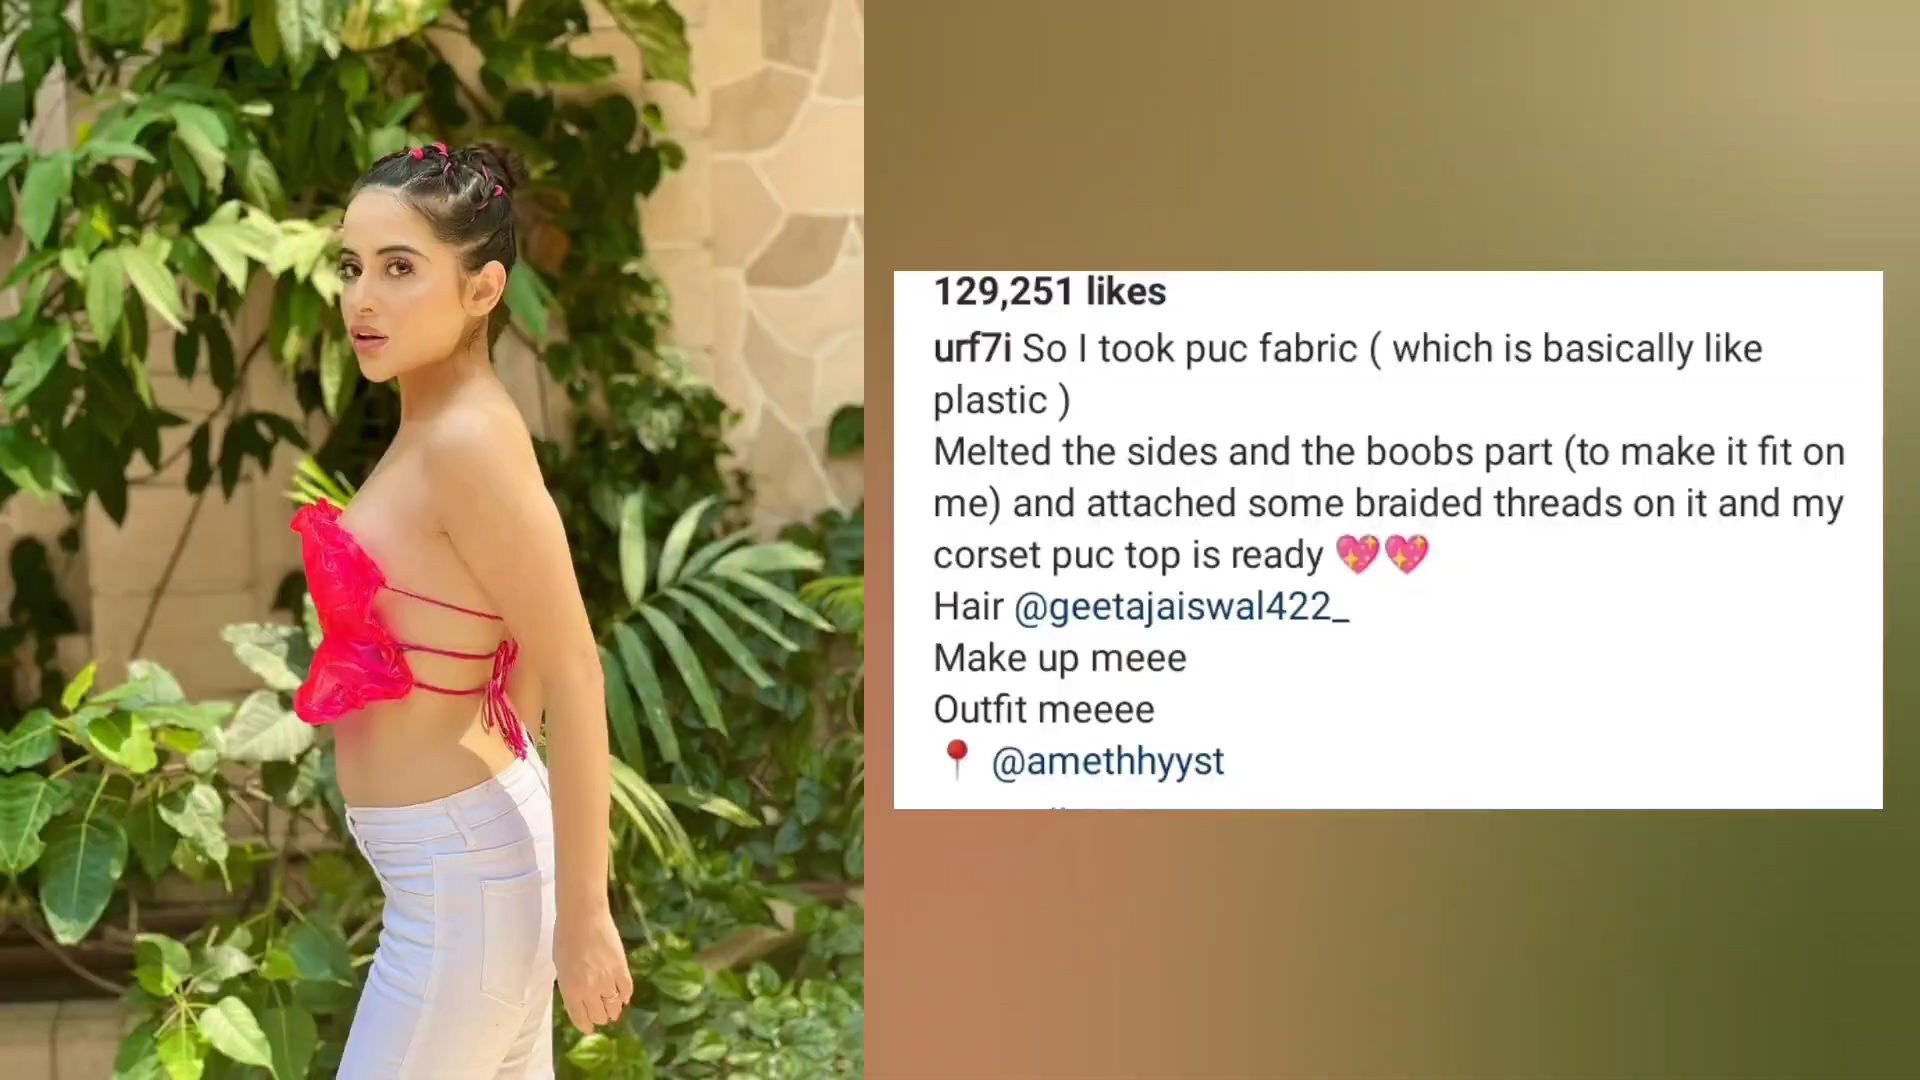 129,251 likes
urf7i So I took puc fabric ( which is basically like
plastic )
Melted the sides and the boobs part (to make it fit on
me) and attached some braided threads on it and my
corset puc top is ready 💖💖
Hair @geetajaiswal422_
Make up meee
Outfit meeee
📍 @amethhyyst